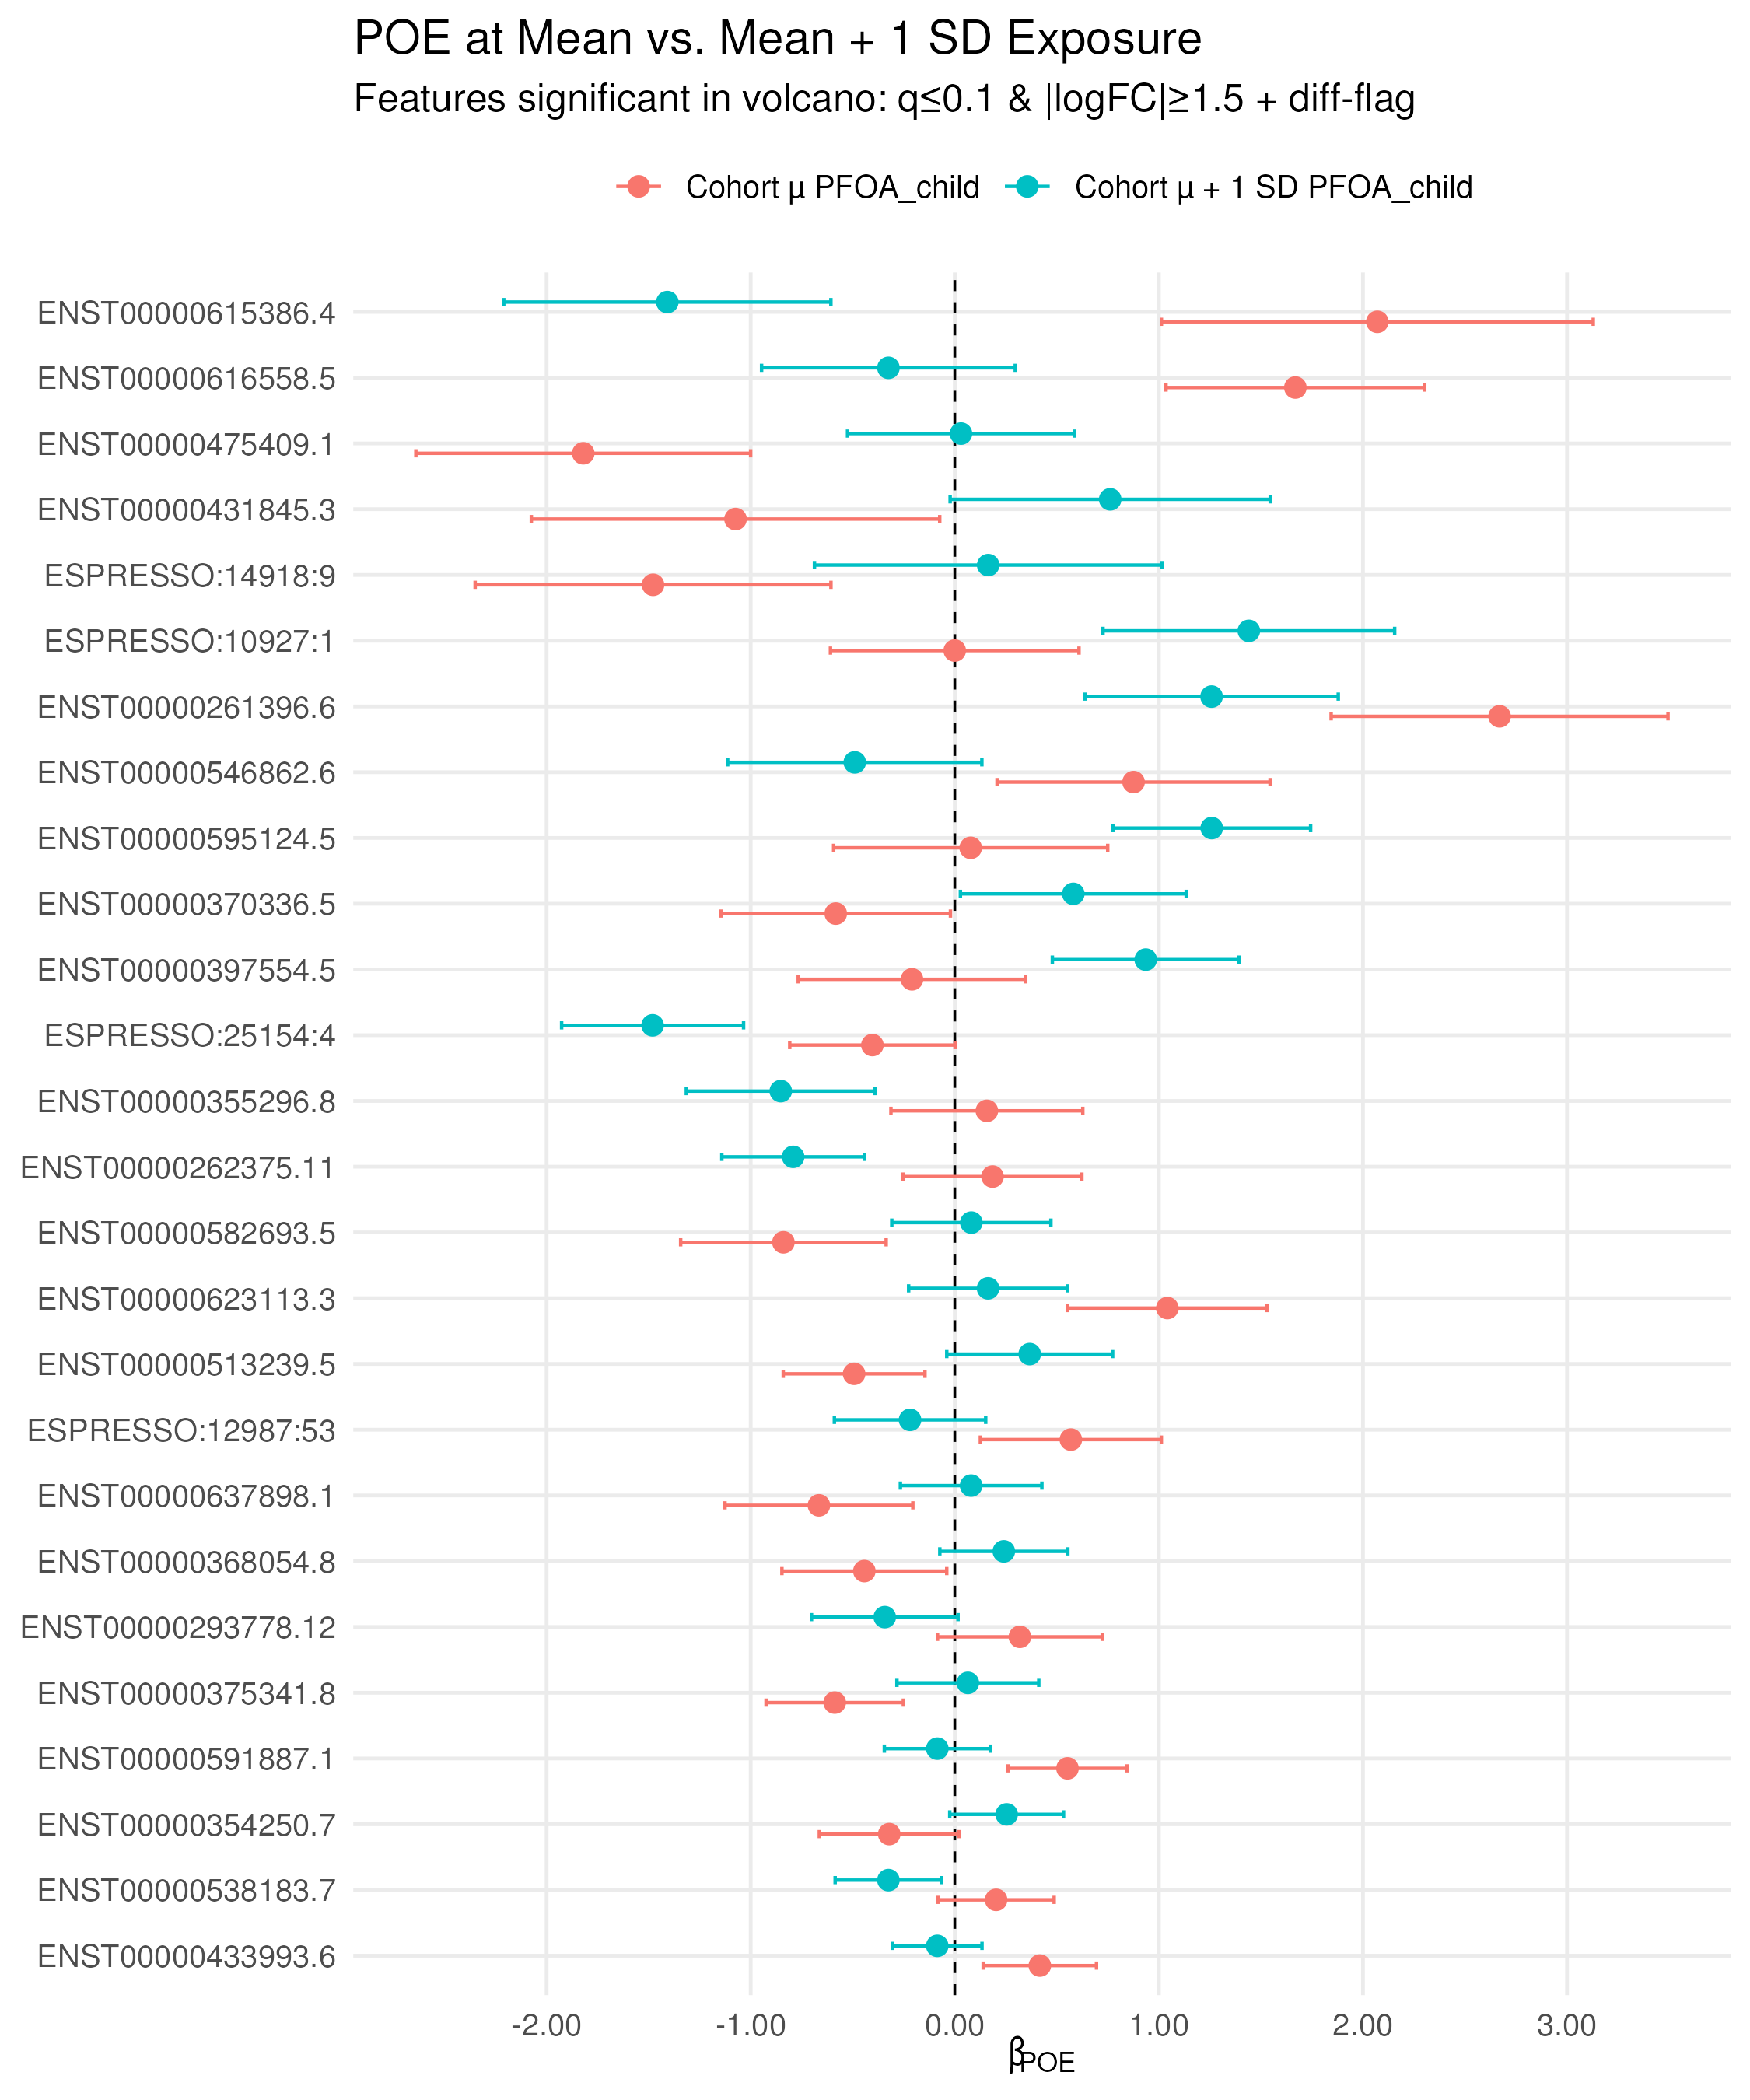 POE at Mean vs. Mean + 1 SD Exposure
Features significant in volcano: q≤0.1 & |logFC|≥1.5 + diff-flag
Cohort μ PFOA_child
Cohort μ + 1 SD PFOA_child
ENST00000615386.4
ENST00000616558.5
ENST00000475409.1
ENST00000431845.3
ESPRESSO:14918:9
ESPRESSO:10927:1
ENST00000261396.6
ENST00000546862.6
ENST00000595124.5
ENST00000370336.5
ENST00000397554.5
ESPRESSO:25154:4
ENST00000355296.8
ENST00000262375.11
ENST00000582693.5
ENST00000623113.3
ENST00000513239.5
ESPRESSO:12987:53
ENST00000637898.1
ENST00000368054.8
ENST00000293778.12
ENST00000375341.8
ENST00000591887.1
ENST00000354250.7
ENST00000538183.7
ENST00000433993.6
-2.00 -1.00 0.00 1.00 2.00 3.00
βPOE